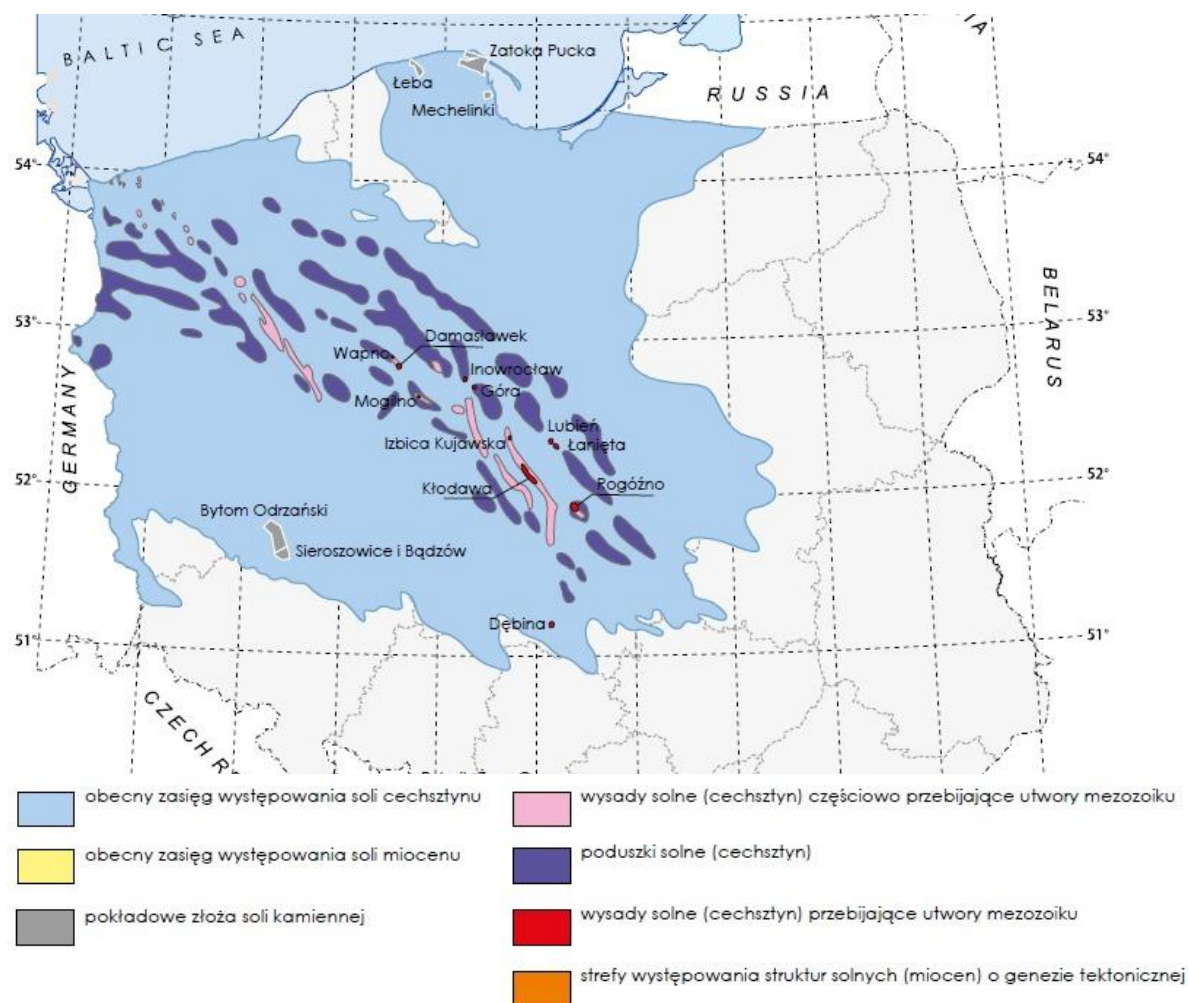 BALTIC SEA
Zatoka Pucka
Łeba
Mechelinki
RUSSIA
54°
54°
53°
53°
BELARUS
Damasławek
Wapno
Inowrocław
Góra
Mogilno
GERMANY
Lubień
Izbica Kujawska
Łanięta
52°
52°
Kłodawa
Rogóźno
Bytom Odrzański
Sieroszowice i Bądzów
Dębina
51°
51°
CZECH R
obecny zasięg występowania soli cechsztynu
obecny zasięg występowania soli miocenu
pokładowe złoża soli kamiennej
wysady solne (cechsztyn) częściowo przebijające utwory mezozoiku
poduszki solne (cechsztyn)
wysady solne (cechsztyn) przebijające utwory mezozoiku
strefy występowania struktur solnych (miocen) o genezie tektonicznej